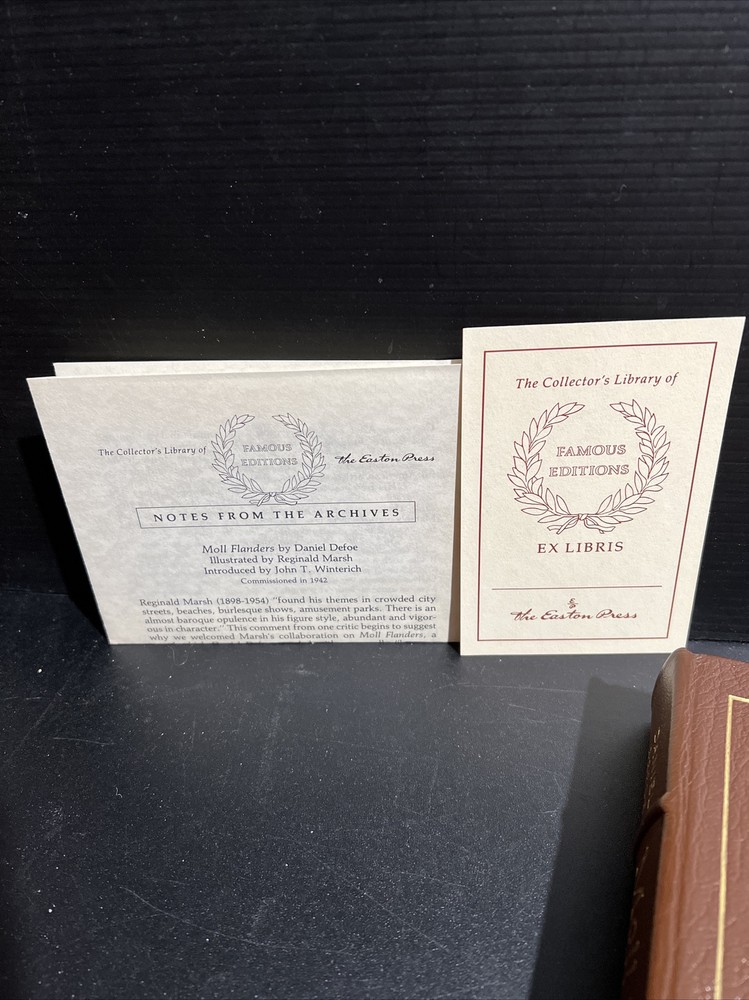 The Collector's Library of
FAMOUS
EDITIONS
The Easton Press
NOTES FROM THE ARCHIVES
Moll Flanders by Daniel Defoe
Illustrated by Reginald Marsh
Introduced by John T. Winterich
Commissioned in 1942
Reginald Marsh (1898-1954) "found his themes in crowded city
streets, beaches, burlesque shows, amusement parks. There is an
almost baroque opulence in his figure style, abundant and vigor-
ous in character." This comment from one critic begins to suggest
why we welcomed Marsh's collaboration on Moll Flanders, a
The Collector's Library of
FAMOUS
EDITIONS
EX LIBRIS
The Easton Press